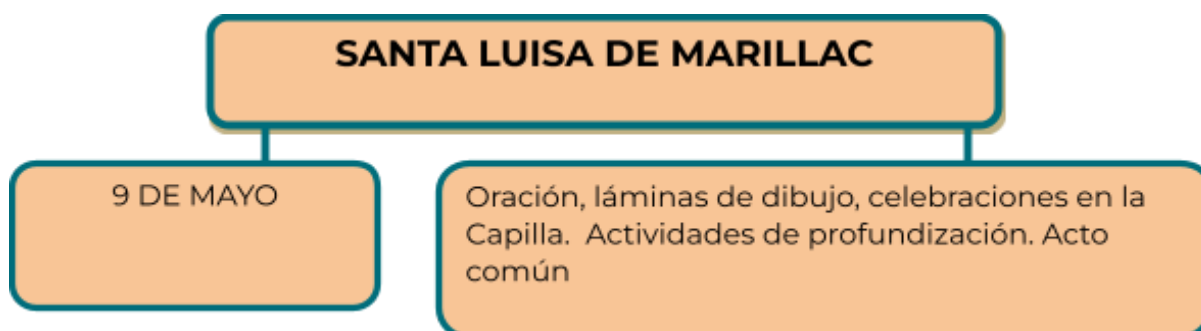 SANTA LUISA DE MARILLAC
9 DE MAYO
Oración, láminas de dibujo, celebraciones en la
Capilla.  Actividades de profundización. Acto
común